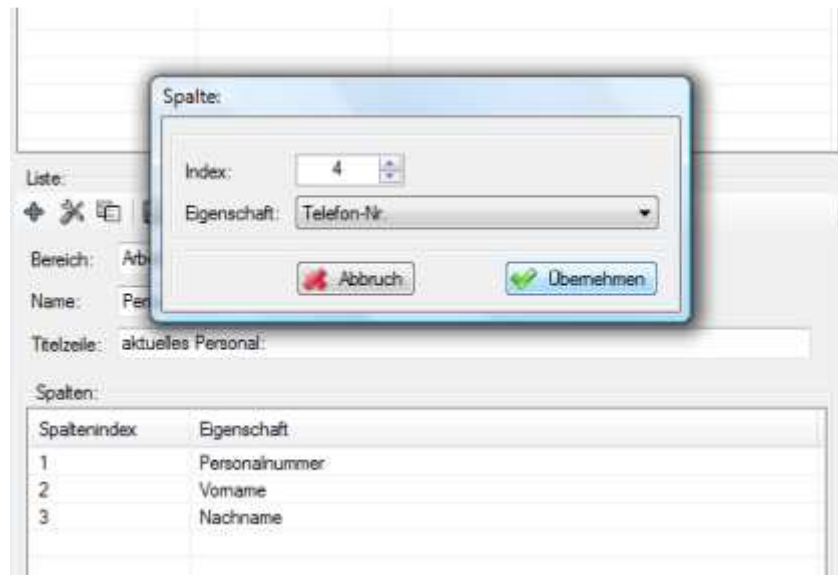 Spalte:
Index: 4
Eigenschaft: Telefon-Nr.
Abbruch Übernehmen
Liste:
Bereich:
Name:
Titelzeile: aktuelles Personal:
Spalten:
Spaltenindex Eigenschaft
1 Personalnummer
2 Vorname
3 Nachname